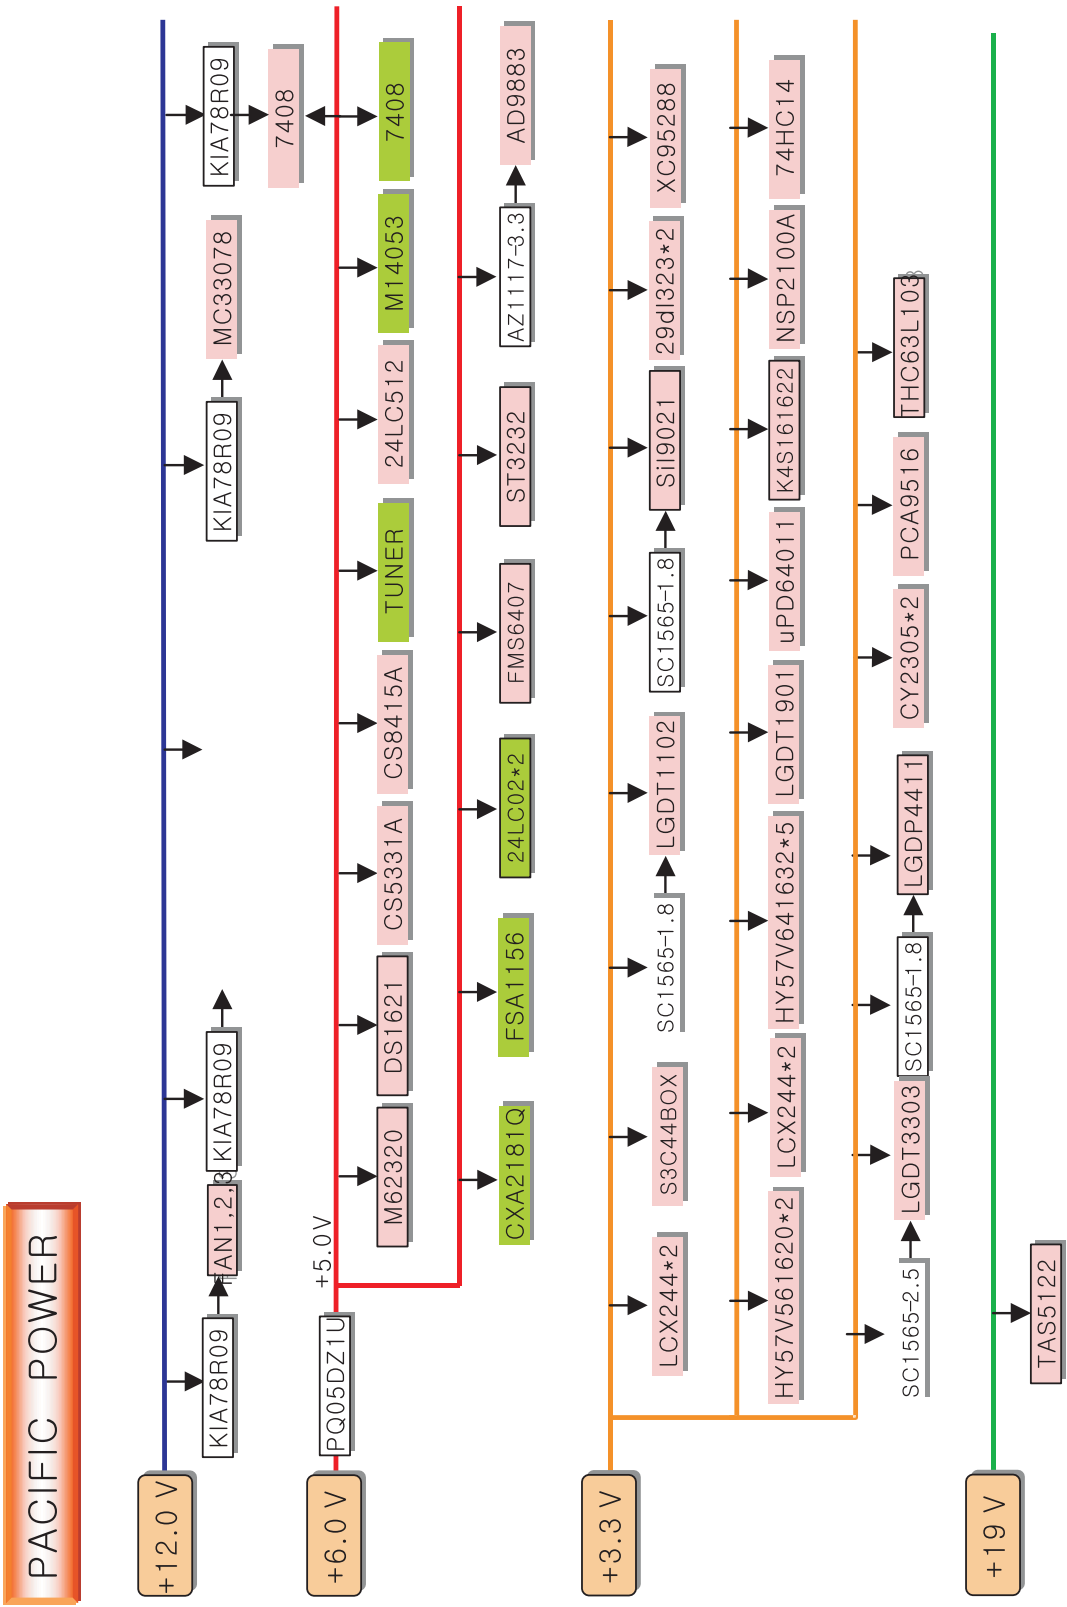 PACIFIC POWER
+12.0 V
KIA78R09
FAN1,2,3
KIA78R09
KIA78R09
MC33078
KIA78R09
7408
+6.0 V
PQ05DZ1U
+5.0V
M62320
DS1621
CS5331A
CS8415A
TUNER
24LC512
M14053
7408
CXA2181Q
FSA1156
24LC02*2
FMS6407
ST3232
AZ1117-3.3
AD9883
+3.3 V
LCX244*2
S3C44BOX
SC1565-1.8
LGDT1102
SC1565-1.8
SiI9021
29dl323*2
XC95288
HY57V561620*2
LCX244*2
HY57V641632*5
LGDT1901
uPD64011
K4S161622
NSP2100A
74HC14
SC1565-2.5
LGDT3303
SC1565-1.8
LGDP4411
CY2305*2
PCA9516
THC63L103
+19 V
TAS5122